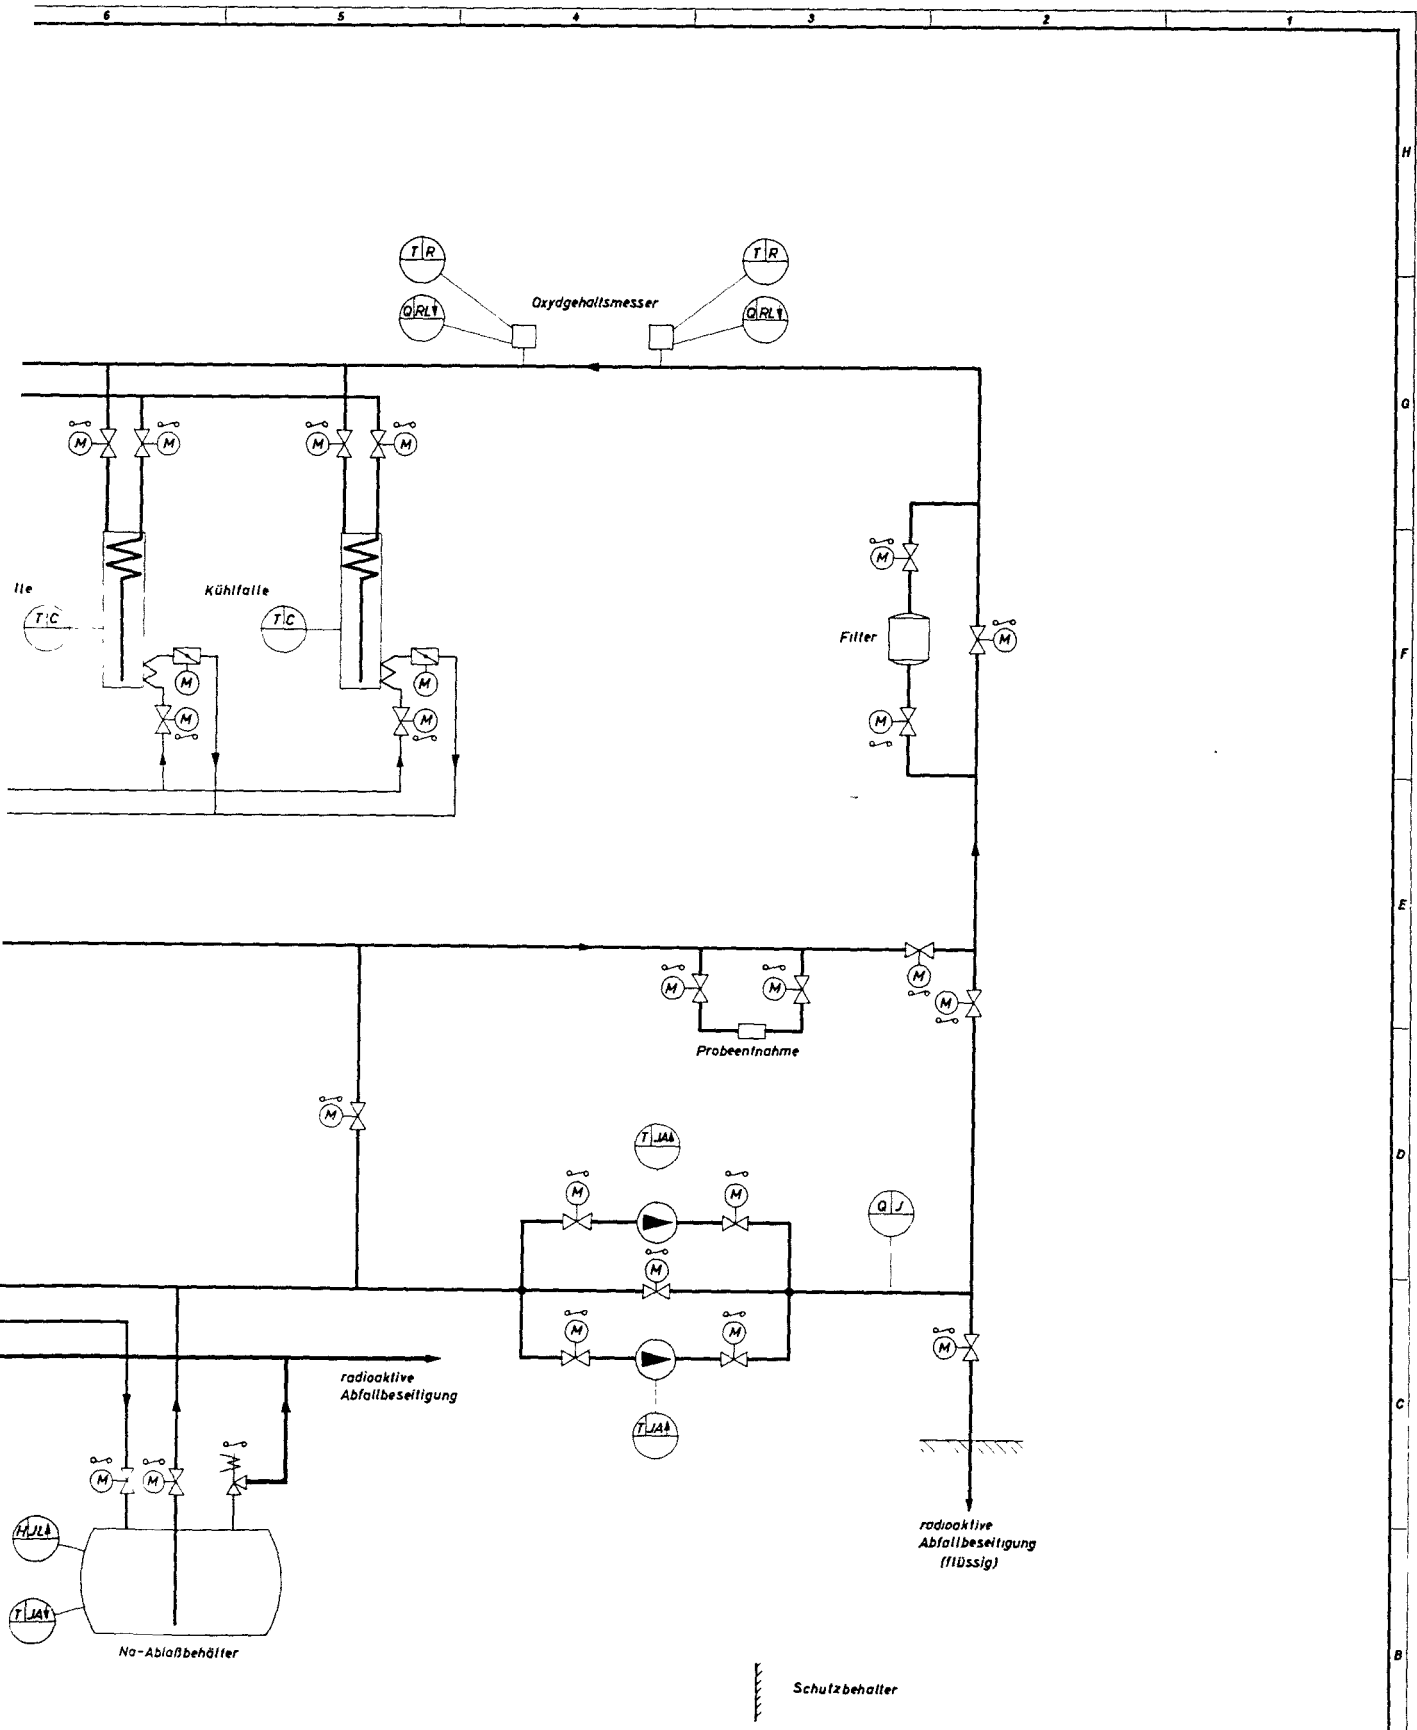 6 5 4 3 2 1
H
T R T R
Oxydgehaltsmesser
Q RL Q RL
G
M M M M
M
lle Kühlfalle
T C T C
Filter M
F
M M
M M M
E
M M M M
Probeentnahme
M
T JA
D
M M
Q J
M
M M
M
radioaktive
Abfallbeseitigung
C
T JA
M M
radioaktive
Abfallbeseitigung
(flüssig)
H JL
T JA
Na-Ablaßbehälter
B
Schutzbehalter